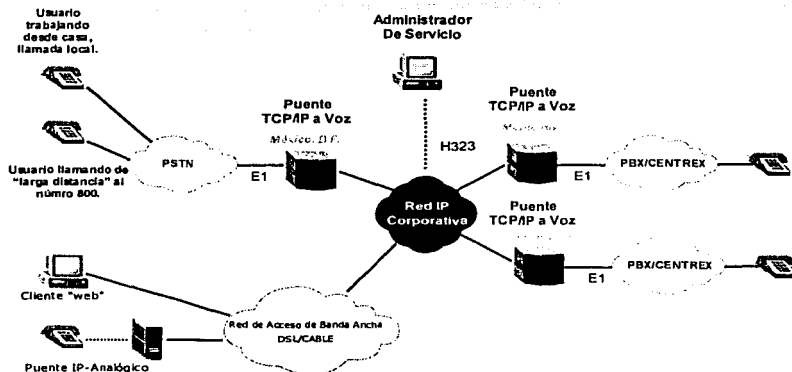 Usuario
trabajando
desde casa,
llamada local.
Administrador
De Servicio
Puente
TCP/IP a Voz
México, D.F.
Puente
TCP/IP a Voz
H323
PSTN
E1
E1
PBX/CENTREX
Usuario llamando de
"larga distancia" al
númro 800.
Red IP
Corporativa
Puente
TCP/IP a Voz
E1
PBX/CENTREX
Cliente "web"
Red de Acceso de Banda Ancha
DSL/CABLE
Puente IP-Analógico